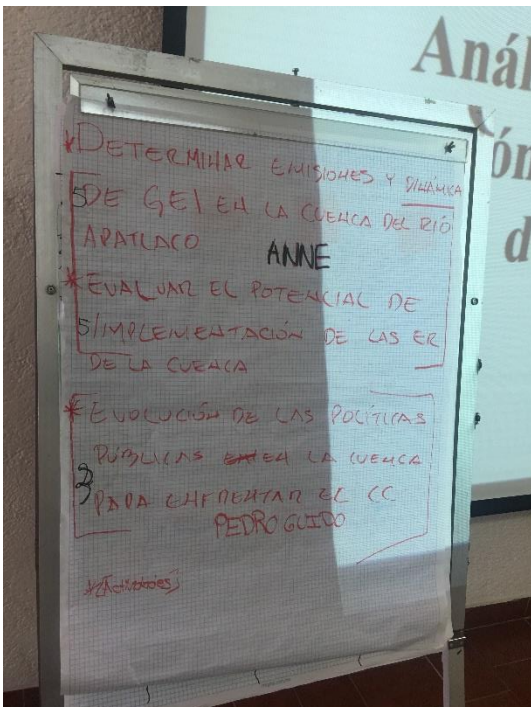 Anál
ón
d
* DETERMINAR EMISIONES Y DINÁMICA
5 DE GEI EN LA CUENCA DEL RIÓ
APATLACO
ANNE
* EVALUAR EL POTENCIAL DE
5 IMPLEMENTACIÓN DE LAS ER
DE LA CUENCA
* EVOLUCIÓN DE LAS POLÍTICAS
PÚBLICAS EN LA CUENCA
3 PARA ENFRENTAR EL CC
PEDRO GUIDO